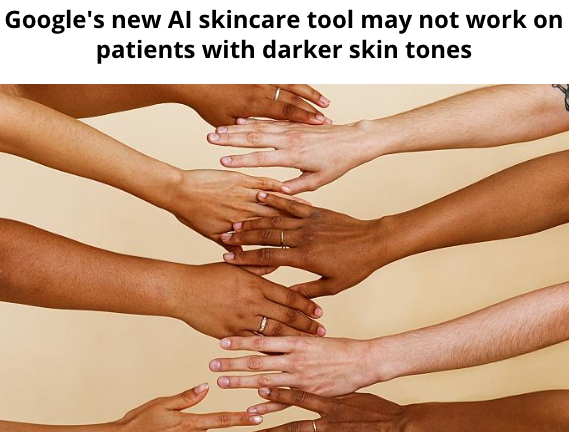 Google's new AI skincare tool may not work on
patients with darker skin tones